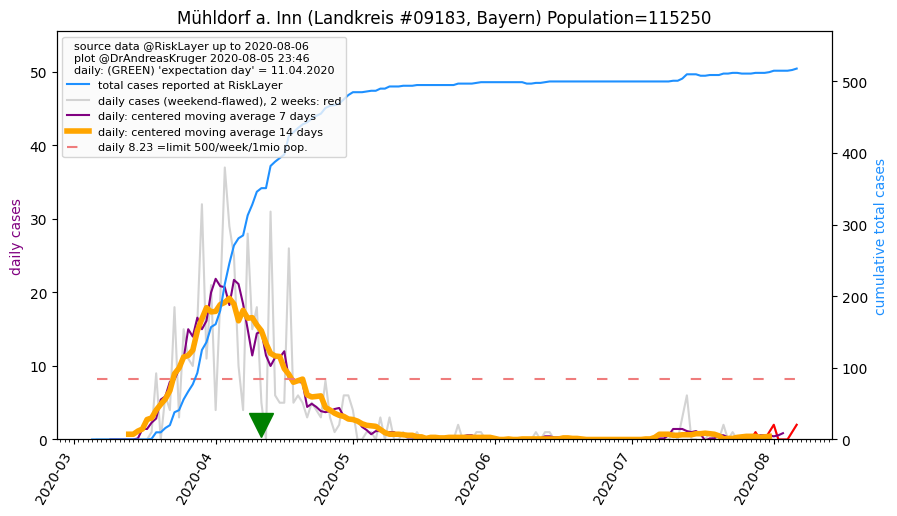 Mühldorf a. Inn (Landkreis #09183, Bayern) Population=115250
source data @RiskLayer up to 2020-08-06
plot @DrAndreasKruger 2020-08-05 23:46
daily: (GREEN) 'expectation day' = 11.04.2020
total cases reported at RiskLayer
daily cases (weekend-flawed), 2 weeks: red
daily: centered moving average 7 days
daily: centered moving average 14 days
daily 8.23 =limit 500/week/1mio pop.
daily cases
50
40
30
20
10
0
cumulative total cases
500
400
300
200
100
0
2020-03
2020-04
2020-05
2020-06
2020-07
2020-08